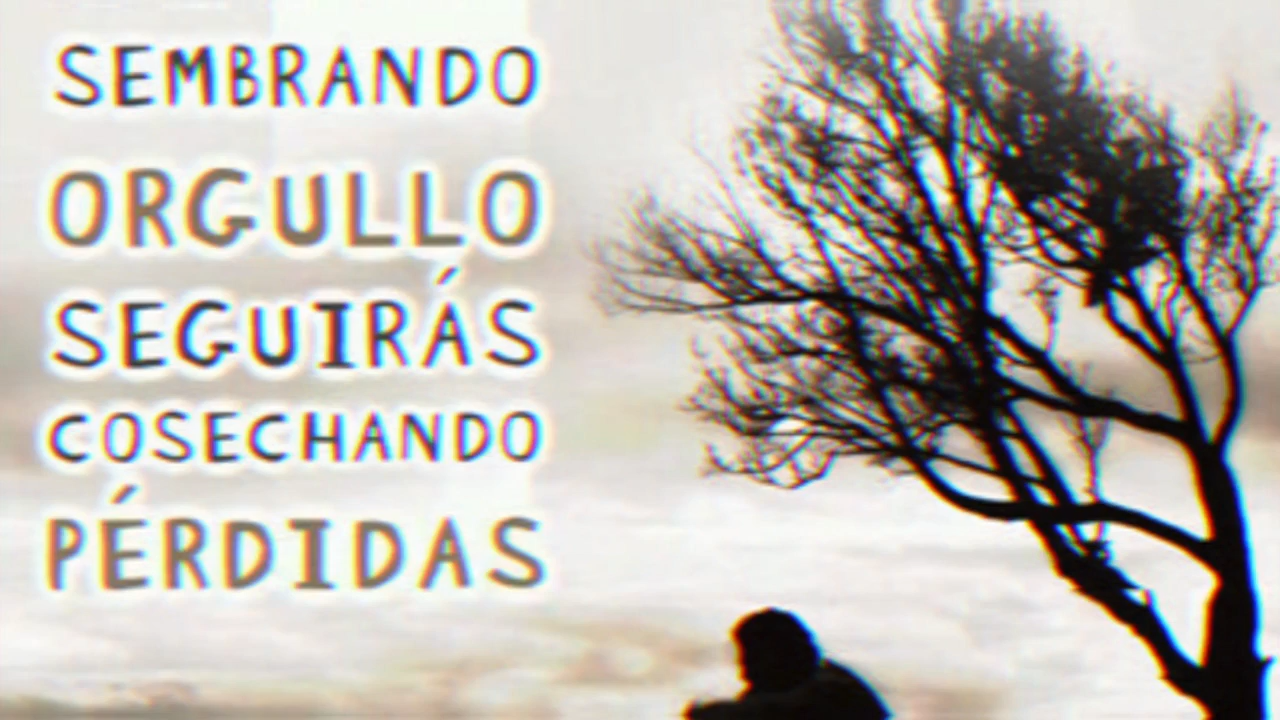 SEMBRANDO
ORGULLO
SEGUIRÁS
COSECHANDO
PÉRDIDAS